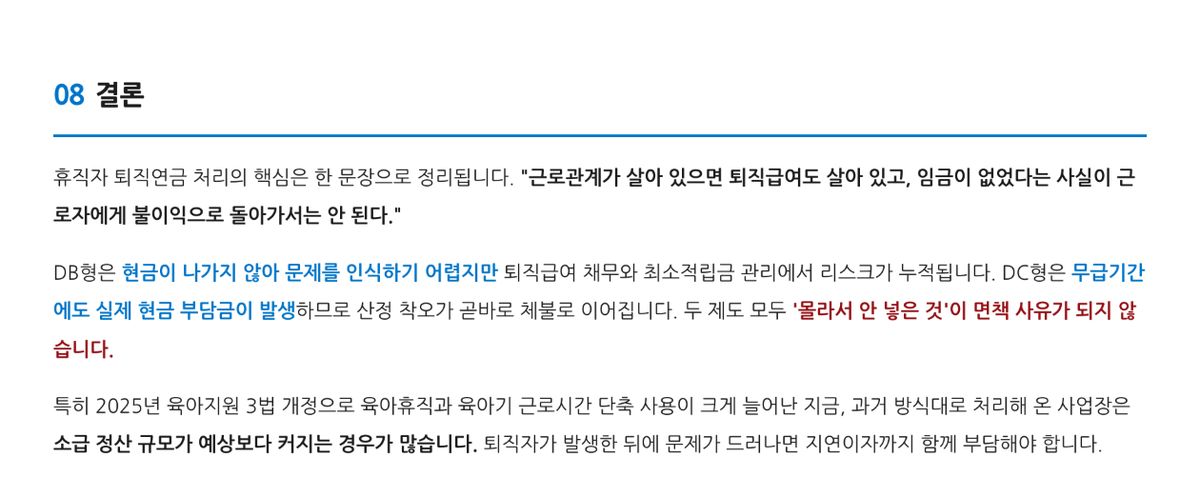 08 결론
휴직자 퇴직연금 처리의 핵심은 한 문장으로 정리됩니다. "근로관계가 살아 있으면 퇴직급여도 살아 있고, 임금이 없었다는 사실이 근
로자에게 불이익으로 돌아가서는 안 된다."
DB형은 현금이 나가지 않아 문제를 인식하기 어렵지만 퇴직급여 채무와 최소적립금 관리에서 리스크가 누적됩니다. DC형은 무급기간
에도 실제 현금 부담금이 발생하므로 산정 착오가 곧바로 체불로 이어집니다. 두 제도 모두 '몰라서 안 넣은 것'이 면책 사유가 되지 않
습니다.
특히 2025년 육아지원 3법 개정으로 육아휴직과 육아기 근로시간 단축 사용이 크게 늘어난 지금, 과거 방식대로 처리해 온 사업장은
소급 정산 규모가 예상보다 커지는 경우가 많습니다. 퇴직자가 발생한 뒤에 문제가 드러나면 지연이자까지 함께 부담해야 합니다.